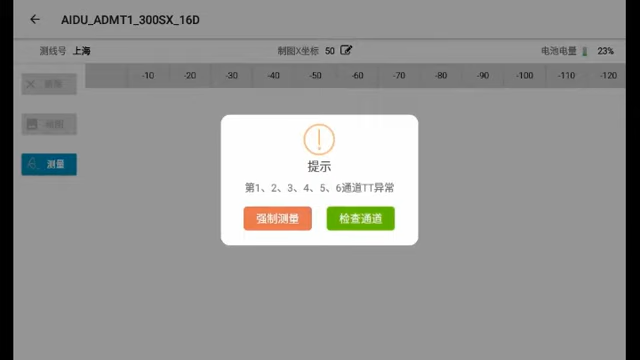 AIDU_ADMT1_300SX_16D
测线号 上海 制图X坐标 50 电池电量 23%
-10 -20 -30 -40 -50 -60 -70 -80 -90 -100 -110 -120
测量
提示
第1、2、3、4、5、6通道TT异常
强制测量 检查通道